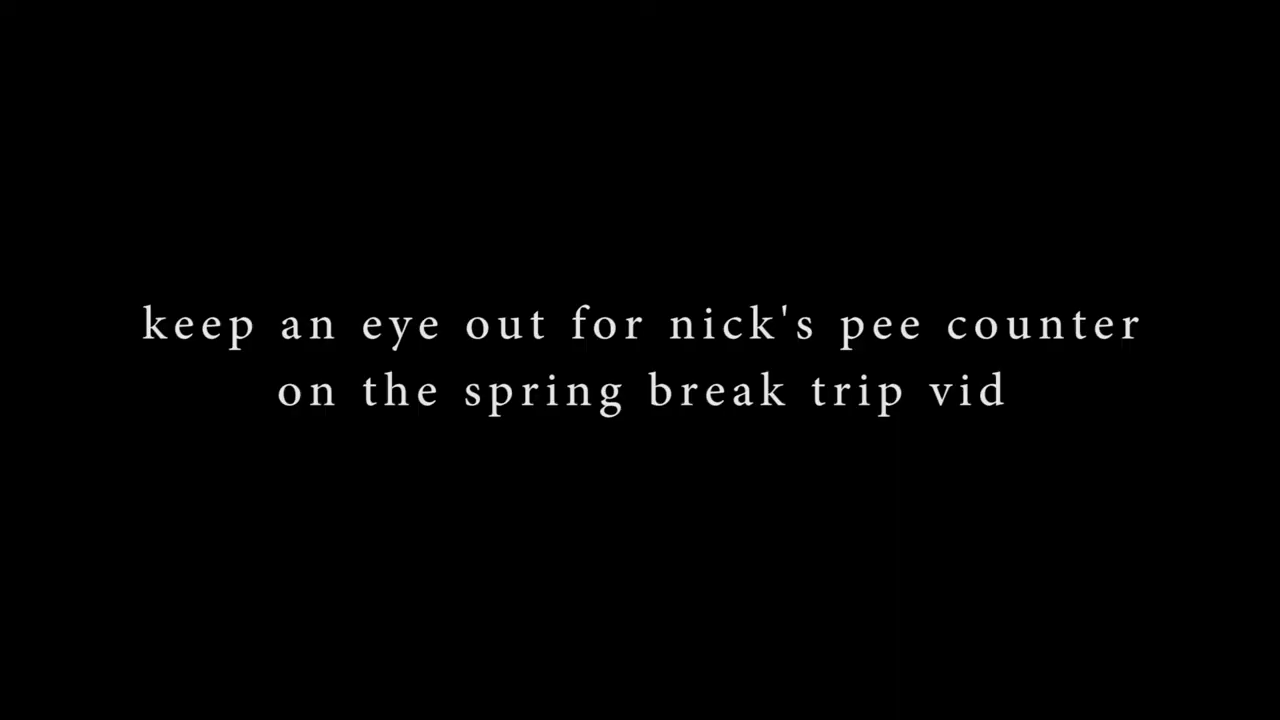 keep an eye out for nick's pee counter
on the spring break trip vid